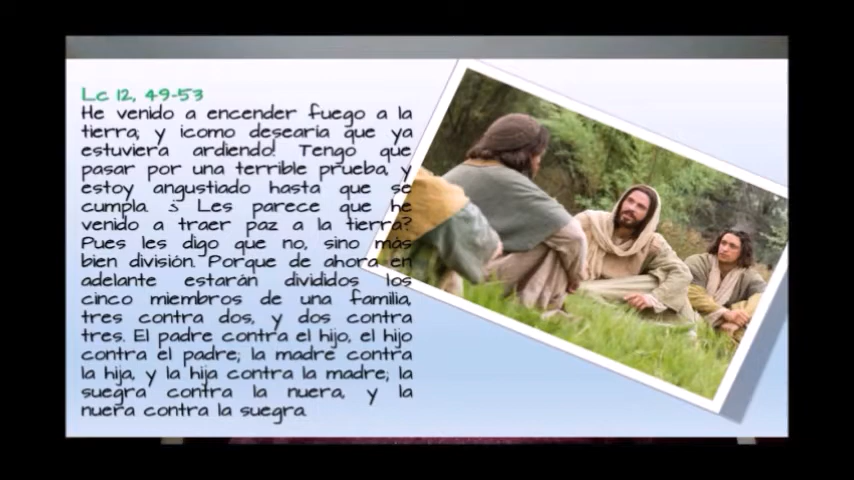 Lc 12, 49-53
He venido a encender fuego a la
tierra; y ¡como desearia que ya
estuviera ardiendo! Tengo que
pasar por una terrible prueba, y
estoy angustiado hasta que se
cumpla. ¿ Les parece que he
venido a traer paz a la tierra?
Pues les digo que no, sino más
bien división. Porque de ahora en
adelante estarán divididos los
cinco miembros de una familia,
tres contra dos, y dos contra
tres. El padre contra el hijo, el hijo
contra el padre; la madre contra
la hija, y la hija contra la madre; la
suegra contra la nuera, y la
nuera contra la suegra.